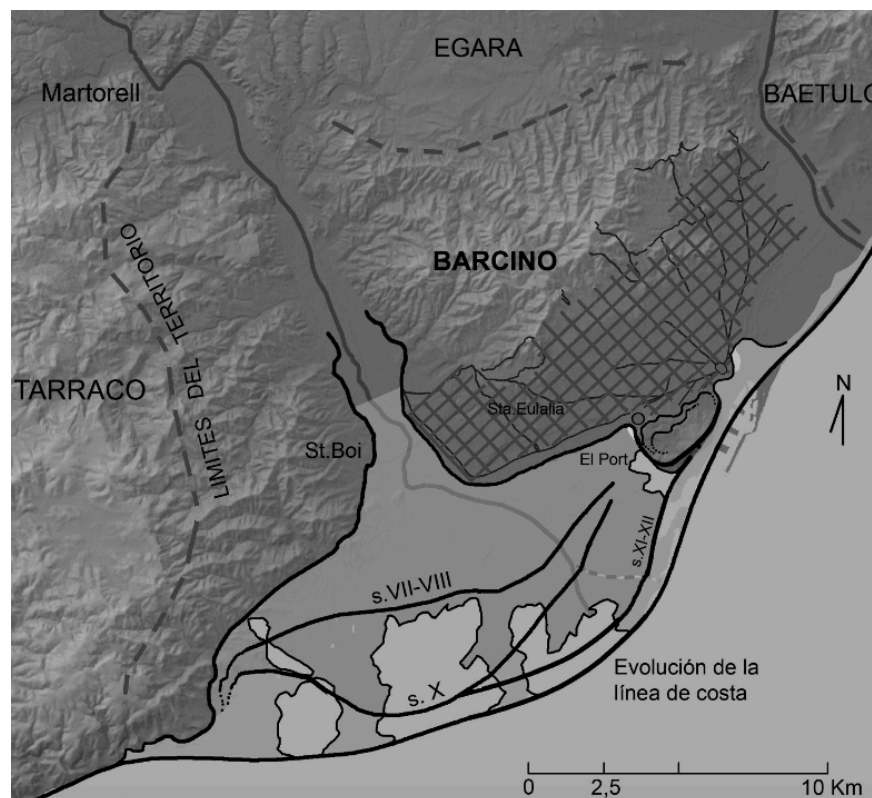 EGARA
Martorell
BAETULO
LIMITES DEL TERRITORIO
BARCINO
TARRACO
Sta.Eulalia
N
St.Boi
El Port
s.XI-XII
s.VII-VIII
s. X
Evolución de la
línea de costa
0 2,5 10 Km